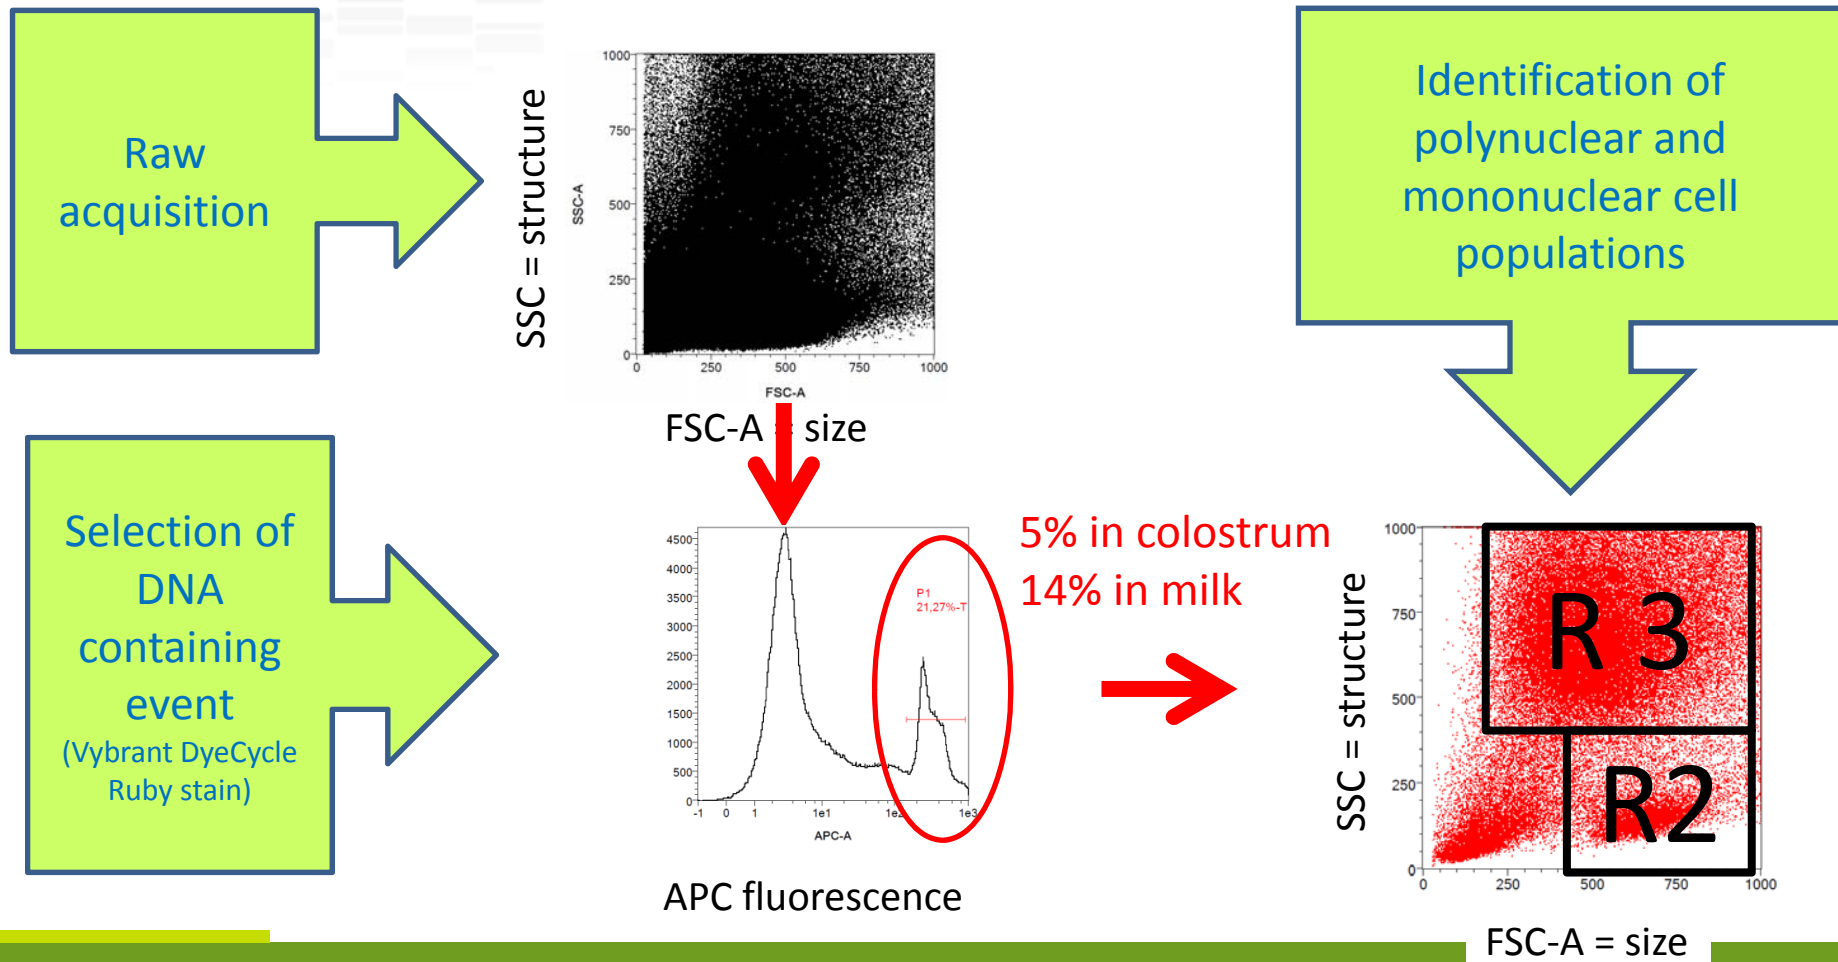 Raw
acquisition
SSC = structure
1000
750
500
250
0
SSC-A
0 250 500 750 1000
FSC-A
FSC-A = size
Identification of
polynuclear and
mononuclear cell
populations
Selection of
DNA
containing
event
(Vybrant DyeCycle
Ruby stain)
4500
4000
3500
3000
2500
2000
1500
1000
500
0
-1 0 1 1e1 1e2 1e3
APC-A
P1
21,27%-T
APC fluorescence
5% in colostrum
14% in milk
SSC = structure
1000
750
500
250
0
R 3
R2
0 250 500 750 1000
FSC-A = size